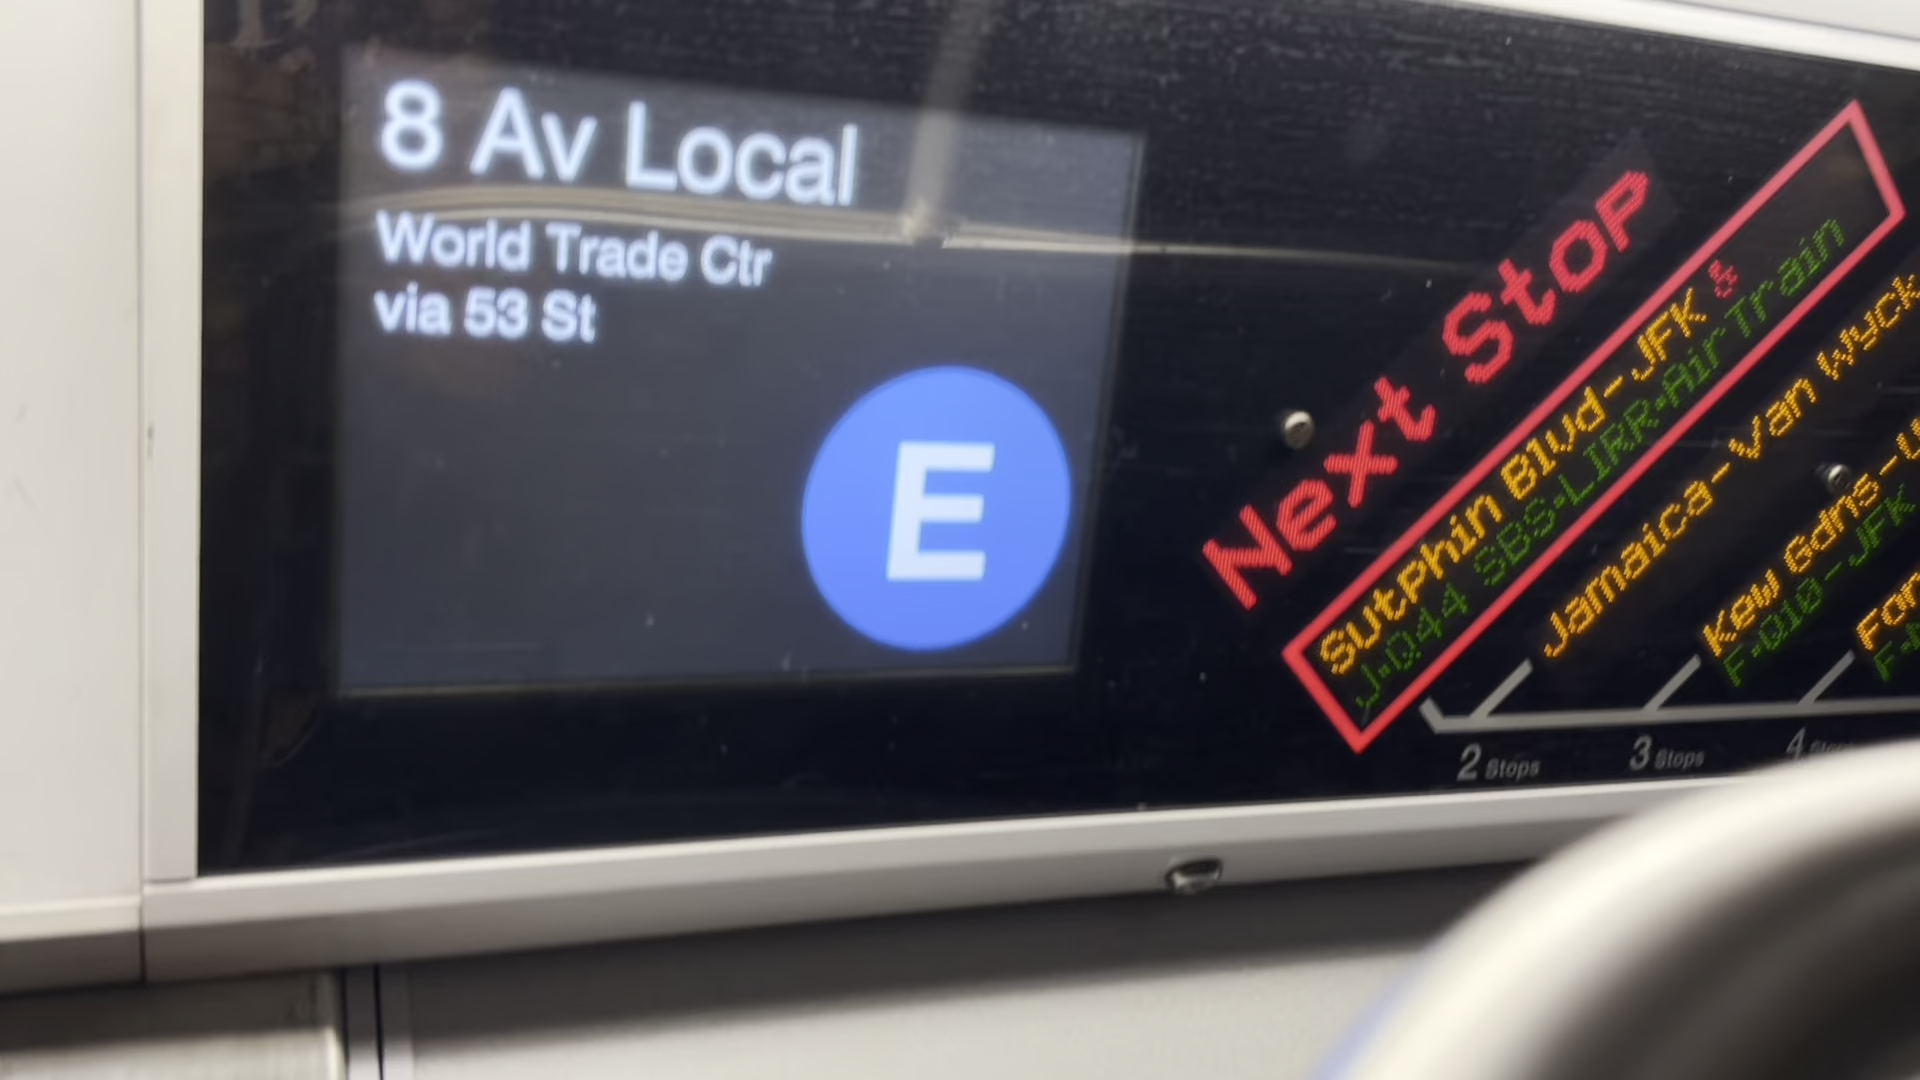 8 Av Local
World Trade Ctr
via 53 St
E
Next Stop
Sutphin Blvd-JFK
J•Q44 SBS•LIRR•AirTrain
Jamaica-Van Wyck
Kew Gdns-U
F•Q10-JFK
2 Stops
3 Stops
4